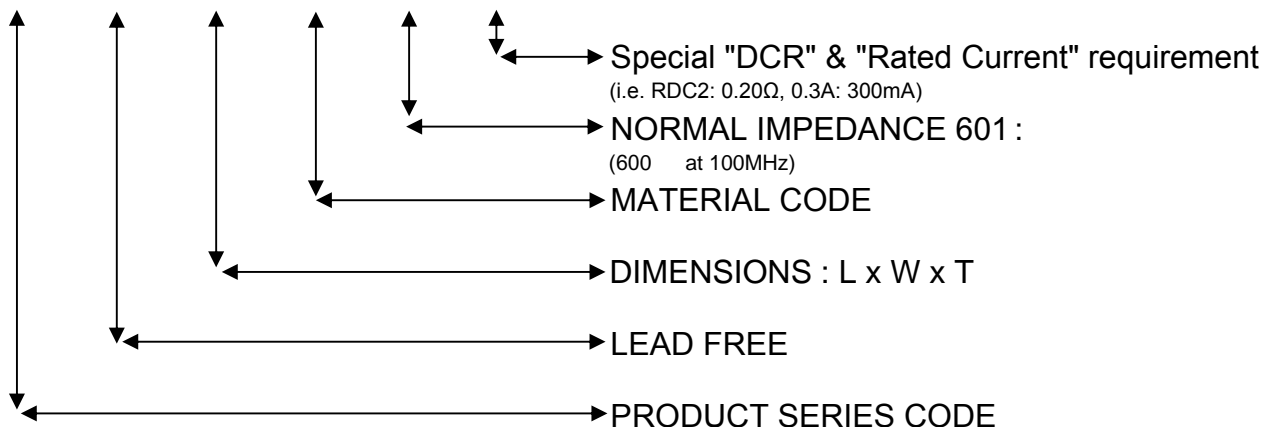 Special "DCR" & "Rated Current" requirement
(i.e. RDC2: 0.20Ω, 0.3A: 300mA)
NORMAL IMPEDANCE 601 :
(600 at 100MHz)
MATERIAL CODE
DIMENSIONS : L x W x T
LEAD FREE
PRODUCT SERIES CODE